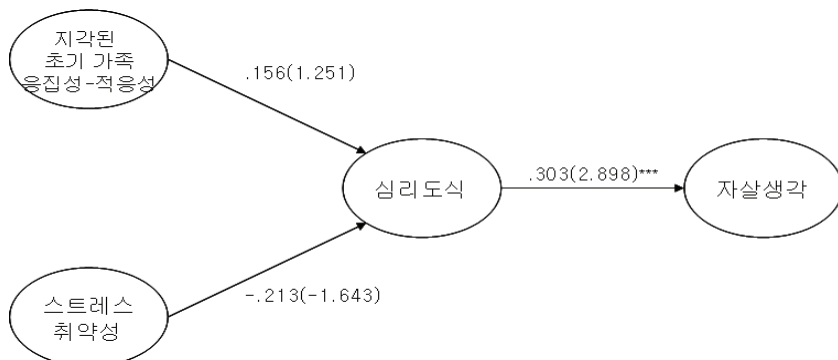 지각된
초기 가족
응집성-적응성
.156(1.251)
심리도식
.303(2.898)***
자살생각
-.213(-1.643)
스트레스
취약성